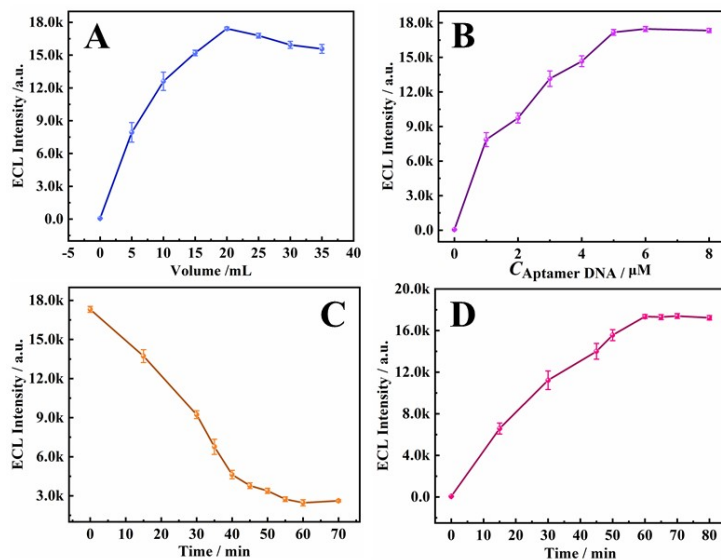 A
ECL Intensity /a.u.
18.0k
15.0k
12.0k
9.0k
6.0k
3.0k
0.0
-5 0 5 10 15 20 25 30 35 40
Volume /mL
B
ECL Intensity / a.u.
18.0k
15.0k
12.0k
9.0k
6.0k
3.0k
0.0
0 2 4 6 8
C Aptamer DNA / μM
C
ECL Intensity / a.u.
18.0k
15.0k
12.0k
9.0k
6.0k
3.0k
0 10 20 30 40 50 60 70
Time / min
D
ECL Intensity / a.u.
20.0k
16.0k
12.0k
8.0k
4.0k
0.0
0 10 20 30 40 50 60 70 80
Time / min